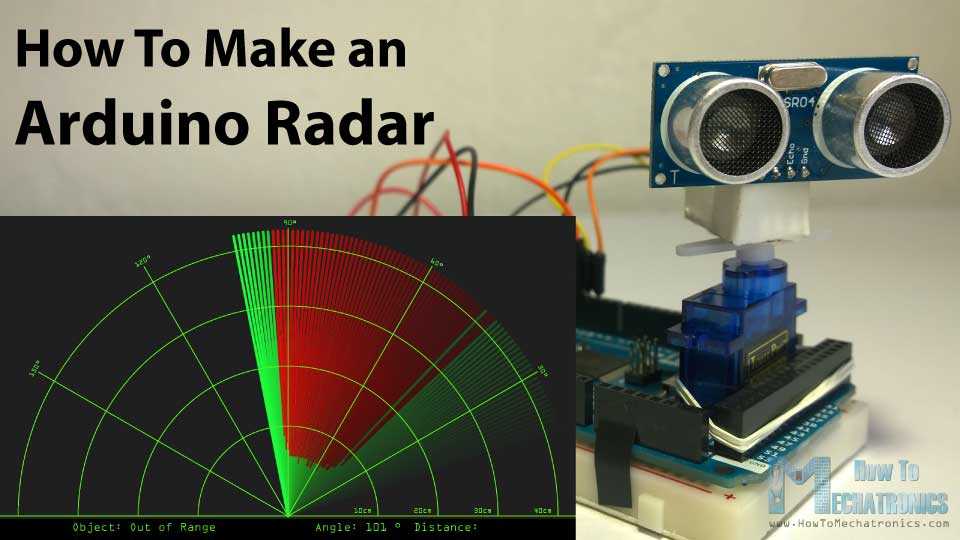 How To Make an
Arduino Radar
SR04
Echo
Gnd
T
90°
120°
60°
150°
30°
10cm
20cm
30cm
40cm
Object: Out of Range
Angle: 101 °
Distance:
GND
+
How To
Mechatronics
www.HowToMechatronics.com